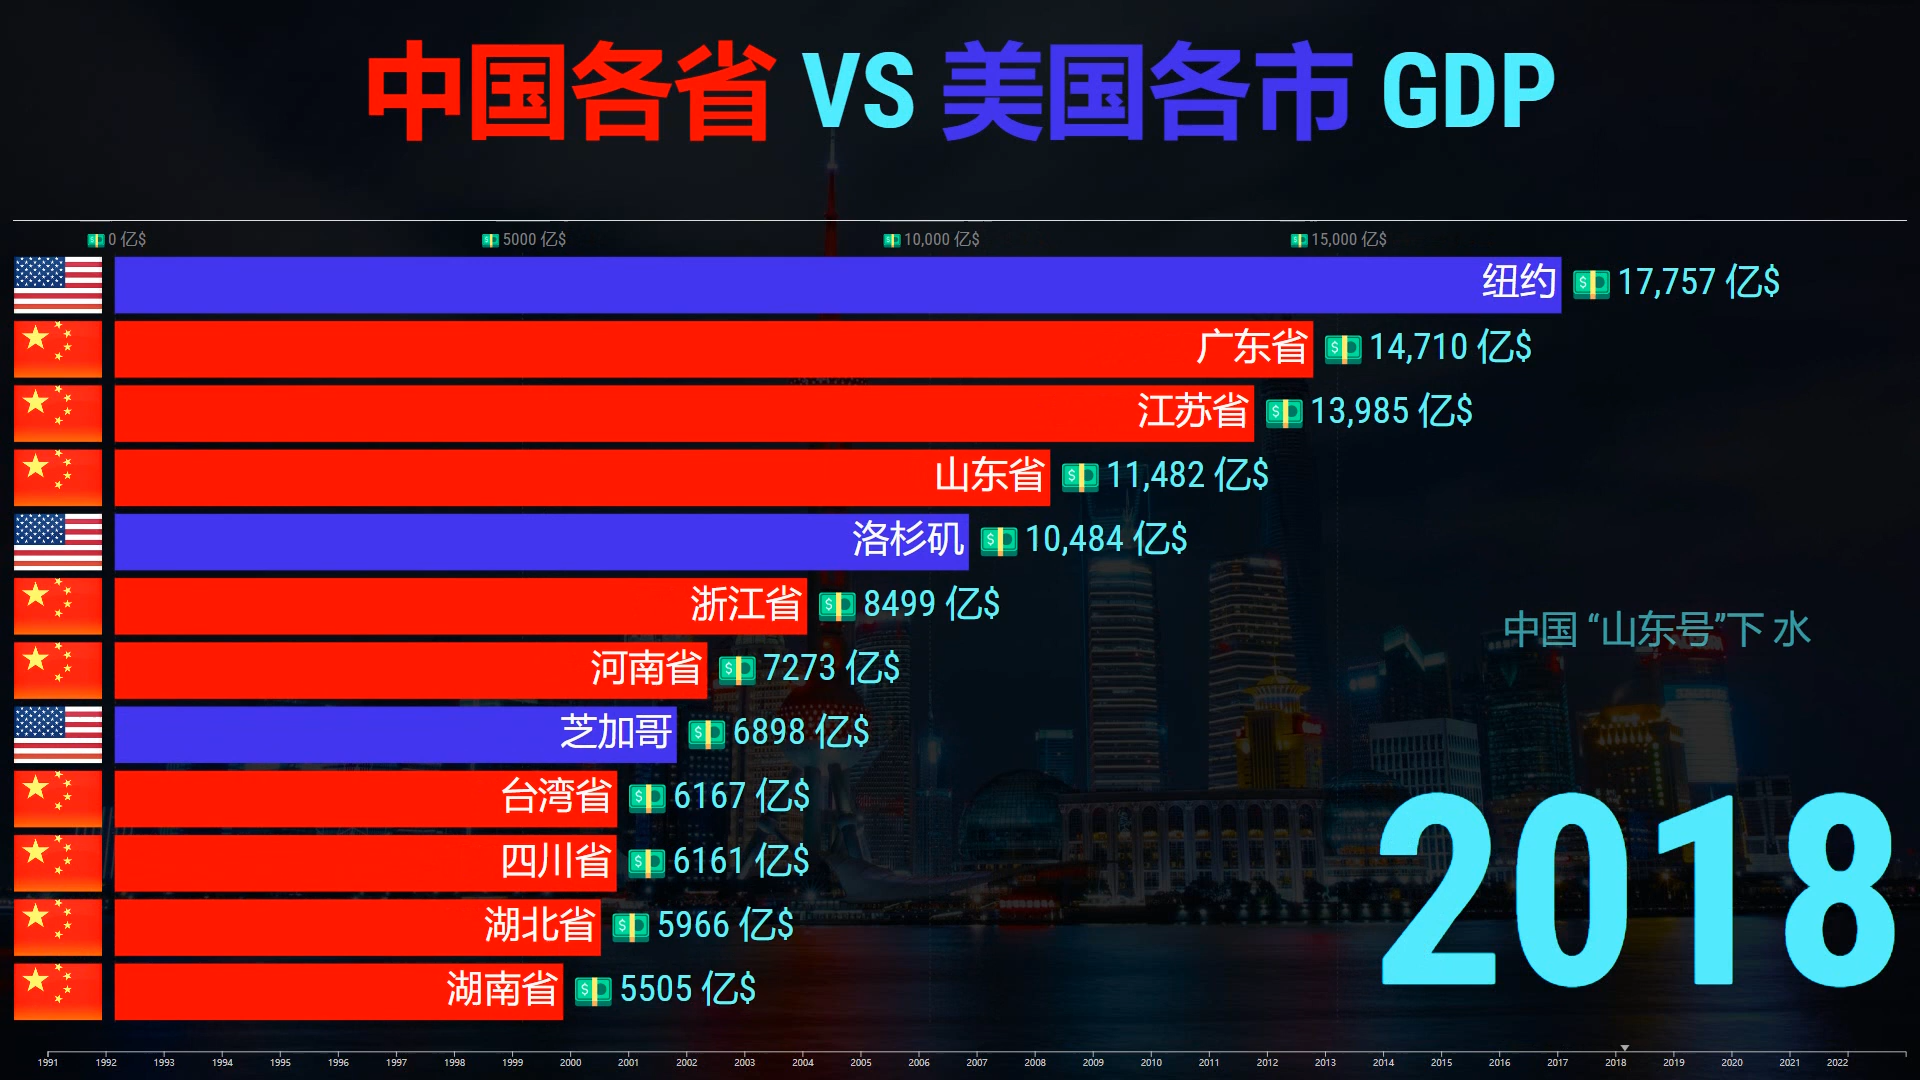 中国各省 VS 美国各市 GDP
0 亿$ 5000 亿$ 10,000 亿$ 15,000 亿$
纽约 17,757 亿$
广东省 14,710 亿$
江苏省 13,985 亿$
山东省 11,482 亿$
洛杉矶 10,484 亿$
浙江省 8499 亿$
中国 “山东号”下 水
河南省 7273 亿$
芝加哥 6898 亿$
台湾省 6167 亿$
四川省 6161 亿$
湖北省 5966 亿$
湖南省 5505 亿$
2018
1991 1992 1993 1994 1995 1996 1997 1998 1999 2000 2001 2002 2003 2004 2005 2006 2007 2008 2009 2010 2011 2012 2013 2014 2015 2016 2017 2018 2019 2020 2021 2022